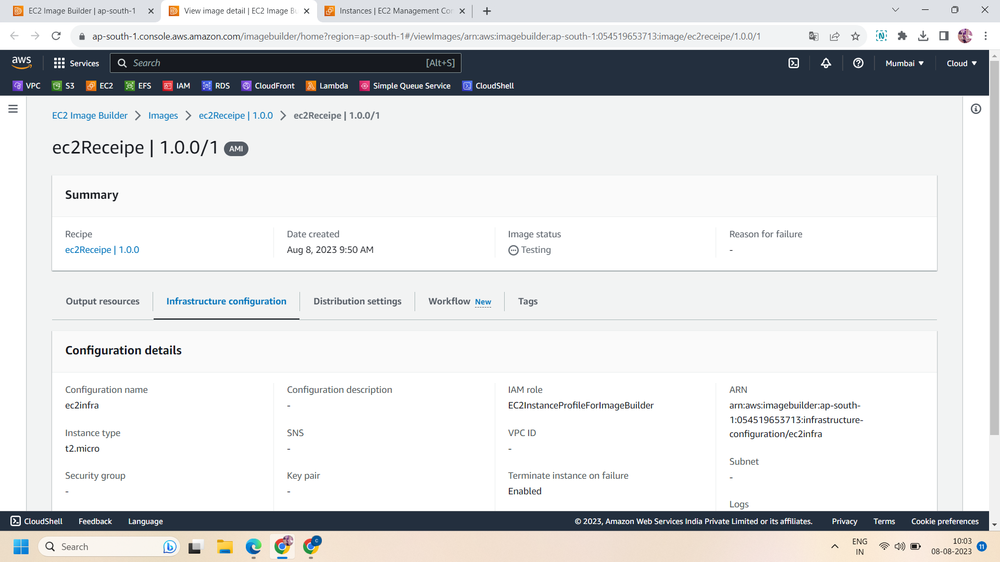 EC2 Image Builder | ap-south-1
View image detail | EC2 Image Bu
Instances | EC2 Management Con
ap-south-1.console.aws.amazon.com/imagebuilder/home?region=ap-south-1#/viewImages/arn:aws:imagebuilder:ap-south-1:054519653713:image/ec2receipe/1.0.0/1
aws
Services
Search
[Alt+S]
Mumbai
Cloud
VPC
S3
EC2
EFS
IAM
RDS
CloudFront
Lambda
Simple Queue Service
CloudShell
EC2 Image Builder
Images
ec2Receipe | 1.0.0
ec2Receipe | 1.0.0/1
ec2Receipe | 1.0.0/1
AMI
Summary
Recipe
ec2Receipe | 1.0.0
Date created
Aug 8, 2023 9:50 AM
Image status
Testing
Reason for failure
-
Output resources
Infrastructure configuration
Distribution settings
Workflow New
Tags
Configuration details
Configuration name
ec2infra
Instance type
t2.micro
Security group
-
Configuration description
-
SNS
-
Key pair
-
IAM role
EC2InstanceProfileForImageBuilder
VPC ID
-
Terminate instance on failure
Enabled
ARN
arn:aws:imagebuilder:ap-south-
1:054519653713:infrastructure-
configuration/ec2infra
Subnet
-
Logs
CloudShell
Feedback
Language
© 2023, Amazon Web Services India Private Limited or its affiliates.
Privacy
Terms
Cookie preferences
Search
C
ENG
IN
10:03
08-08-2023
11